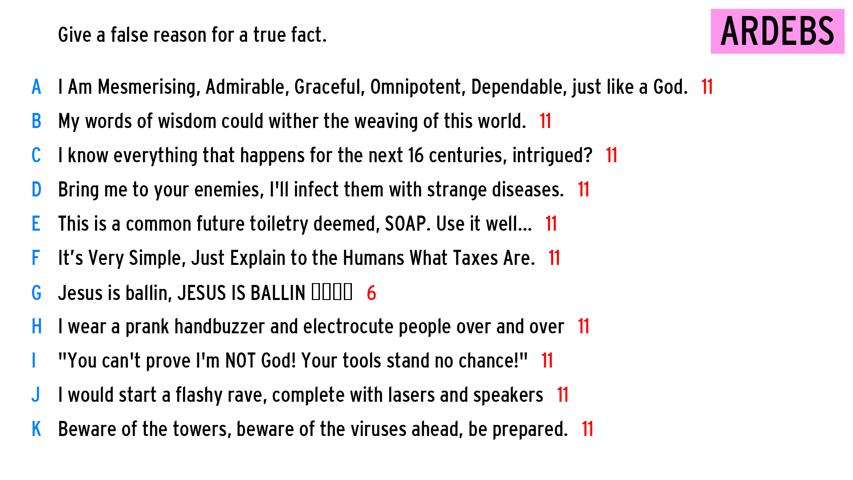 Give a false reason for a true fact.
ARDEBS
A I Am Mesmerising, Admirable, Graceful, Omnipotent, Dependable, just like a God. 11
B My words of wisdom could wither the weaving of this world. 11
C I know everything that happens for the next 16 centuries, intrigued? 11
D Bring me to your enemies, I'll infect them with strange diseases. 11
E This is a common future toiletry deemed, SOAP. Use it well... 11
F It’s Very Simple, Just Explain to the Humans What Taxes Are. 11
G Jesus is ballin, JESUS IS BALLIN ▯▯▯▯ 6
H I wear a prank handbuzzer and electrocute people over and over 11
I "You can't prove I'm NOT God! Your tools stand no chance!" 11
J I would start a flashy rave, complete with lasers and speakers 11
K Beware of the towers, beware of the viruses ahead, be prepared. 11